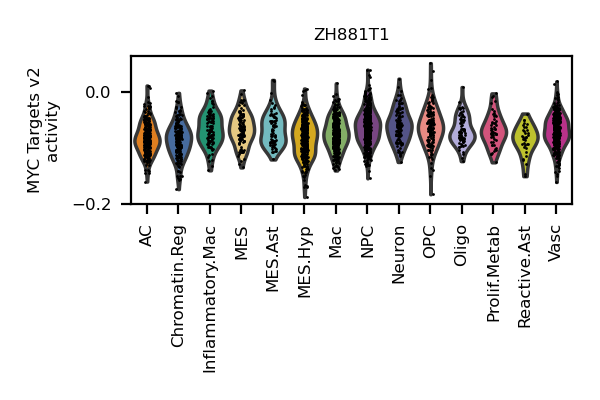 ZH881T1
MYC Targets v2
activity
0.0
−0.2
AC
Chromatin.Reg
Inflammatory.Mac
MES
MES.Ast
MES.Hyp
Mac
NPC
Neuron
OPC
Oligo
Prolif.Metab
Reactive.Ast
Vasc